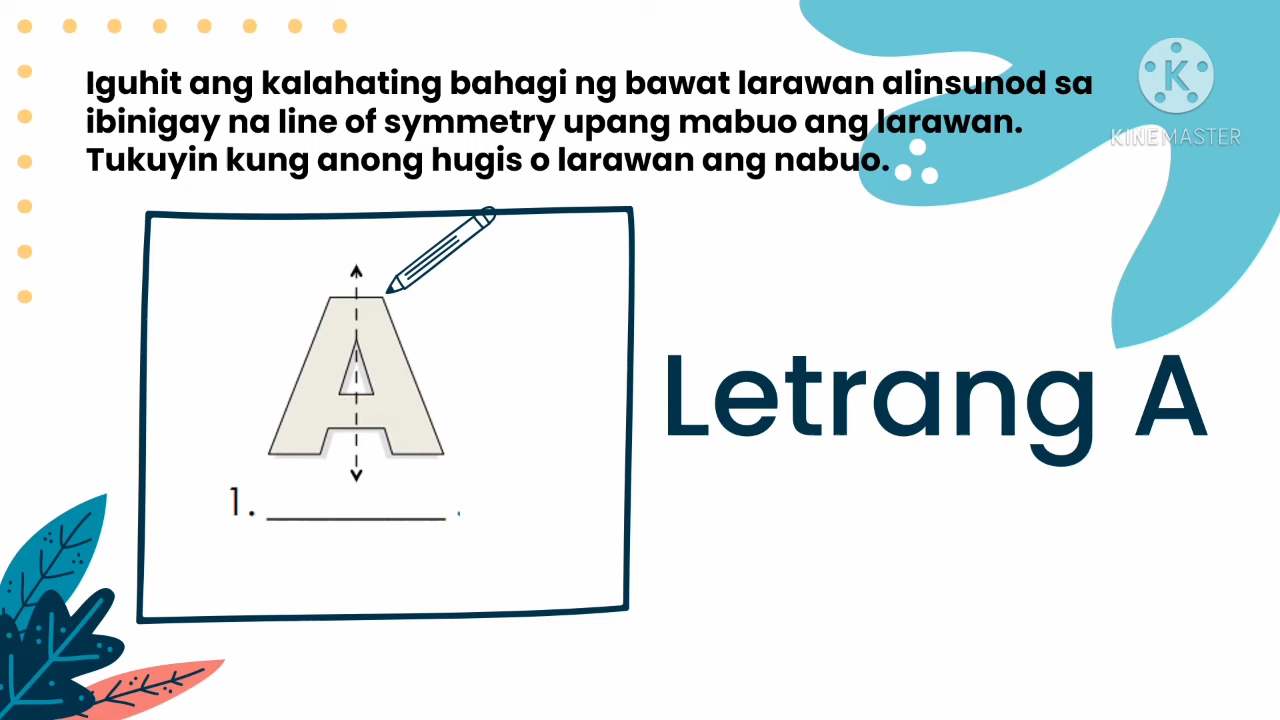 Iguhit ang kalahating bahagi ng bawat larawan alinsunod sa
ibinigay na line of symmetry upang mabuo ang larawan.
Tukuyin kung anong hugis o larawan ang nabuo.
K
KINEMASTER
A
Letrang A
1. ____________ .